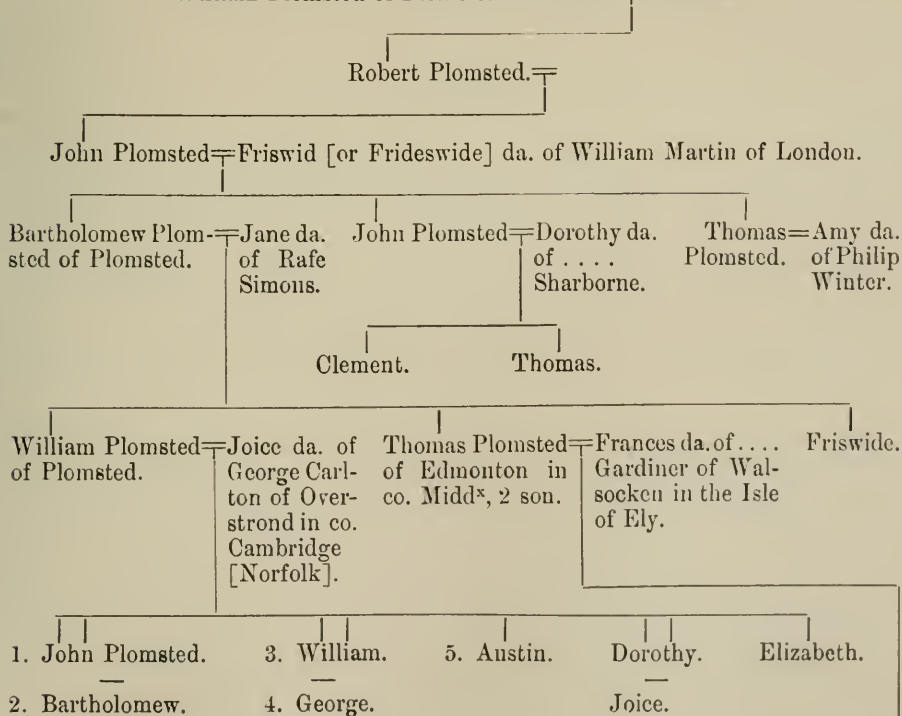 Robert Plomsted.
John Plomsted Friswid [or Frideswide] da. of William Martin of London.
Bartholomew Plom-
sted of Plomsted.
Jane da.
of Rafe
Simons.
John Plomsted
Dorothy da.
of . . . .
Sharborne.
Thomas
Plomsted.
Amy da.
of Philip
Winter.
Clement. Thomas.
William Plomsted
of Plomsted.
Joice da. of
George Carl-
ton of Over-
strond in co.
Cambridge
[Norfolk].
Thomas Plomsted
of Edmonton in
co. Middx, 2 son.
Frances da. of . . . .
Gardiner of Wal-
socken in the Isle
of Ely.
Friswide.
1. John Plomsted. 3. William. 5. Austin. Dorothy. Elizabeth.
2. Bartholomew. 4. George. Joice.